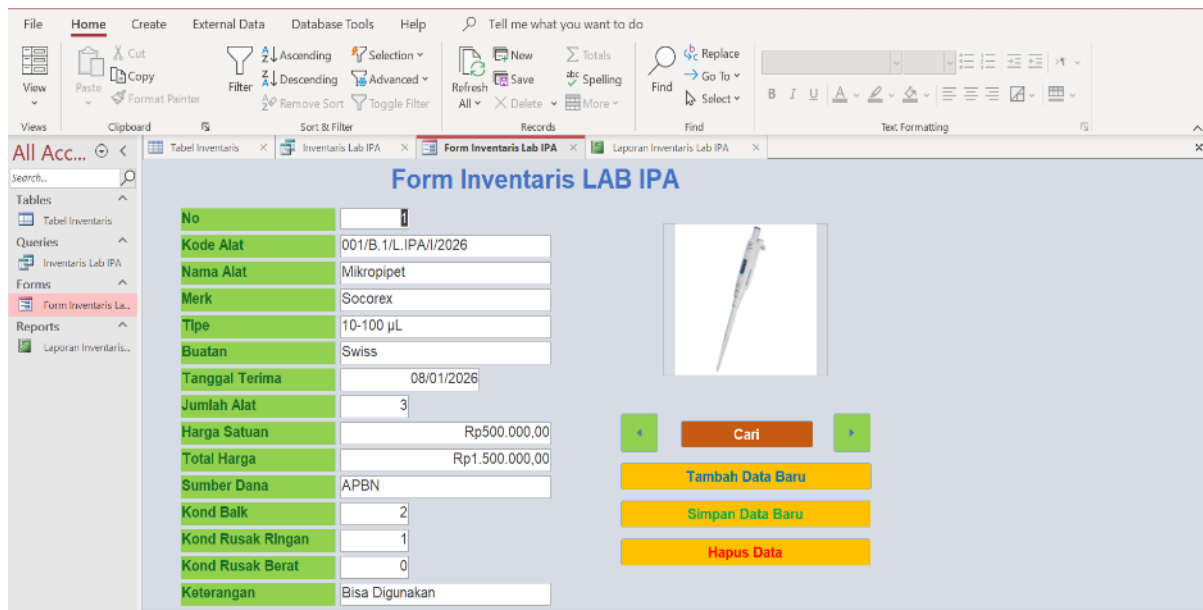 File Home Create External Data Database Tools Help Tell me what you want to do
View
Paste
Cut
Copy
Format Painter
Filter
Ascending
Descending
Remove Sort
Selection
Advanced
Toggle Filter
Refresh All
New
Save
Delete
Totals
Spelling
More
Find
Replace
Go To
Select
B I U A
Views Clipboard Sort & Filter Records Find Text Formatting
All Acc...
Search...
Tables
Tabel Inventaris
Queries
Inventaris Lab IPA
Forms
Form Inventaris La..
Reports
Laporan Inventaris..
Tabel Inventaris Inventaris Lab IPA Form Inventaris Lab IPA Laporan Inventaris Lab IPA
Form Inventaris LAB IPA
No 1
Kode Alat 001/B.1/L.IPA/I/2026
Nama Alat Mikropipet
Merk Socorex
Tipe 10-100 µL
Buatan Swiss
Tanggal Terima 08/01/2026
Jumlah Alat 3
Harga Satuan Rp500.000,00
Total Harga Rp1.500.000,00
Sumber Dana APBN
Kond Baik 2
Kond Rusak Ringan 1
Kond Rusak Berat 0
Keterangan Bisa Digunakan
Cari
Tambah Data Baru
Simpan Data Baru
Hapus Data